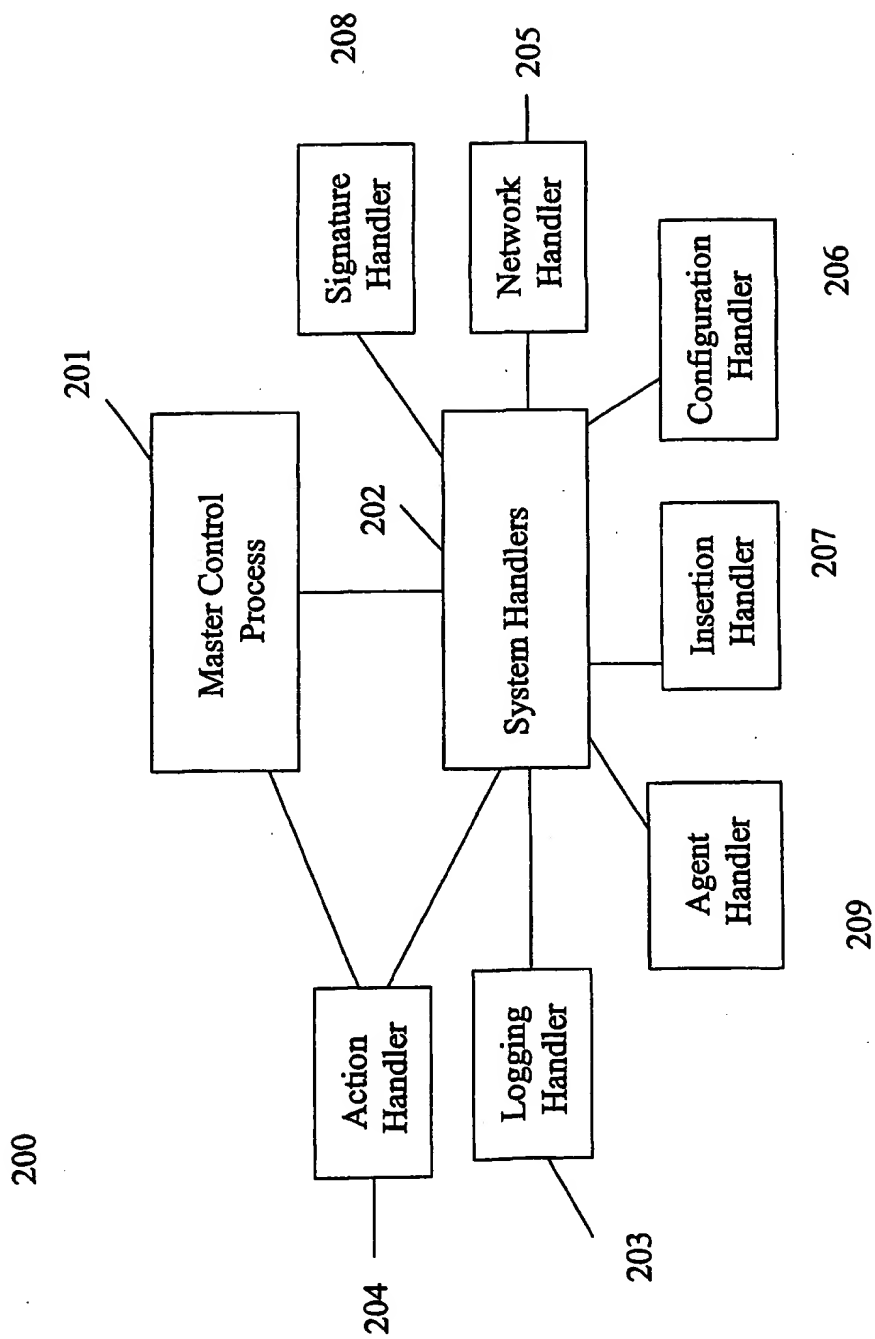 200
201
Master Control
Process
208
Signature
Handler
202
204
Action
Handler
System Handlers
Network
Handler
205
203
Logging
Handler
Agent
Handler
209
Insertion
Handler
207
Configuration
Handler
206